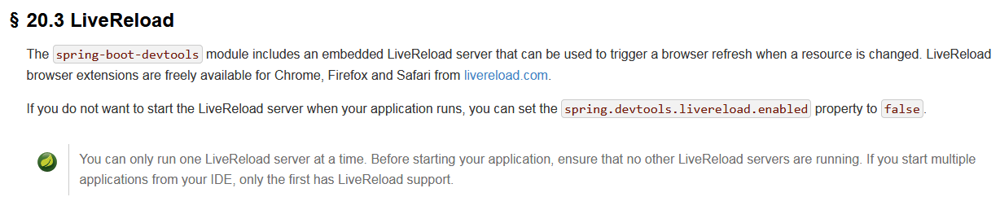 § 20.3 LiveReload
The spring-boot-devtools module includes an embedded LiveReload server that can be used to trigger a browser refresh when a resource is changed. LiveReload
browser extensions are freely available for Chrome, Firefox and Safari from livereload.com.
If you do not want to start the LiveReload server when your application runs, you can set the spring.devtools.livereload.enabled property to false.
You can only run one LiveReload server at a time. Before starting your application, ensure that no other LiveReload servers are running. If you start multiple
applications from your IDE, only the first has LiveReload support.